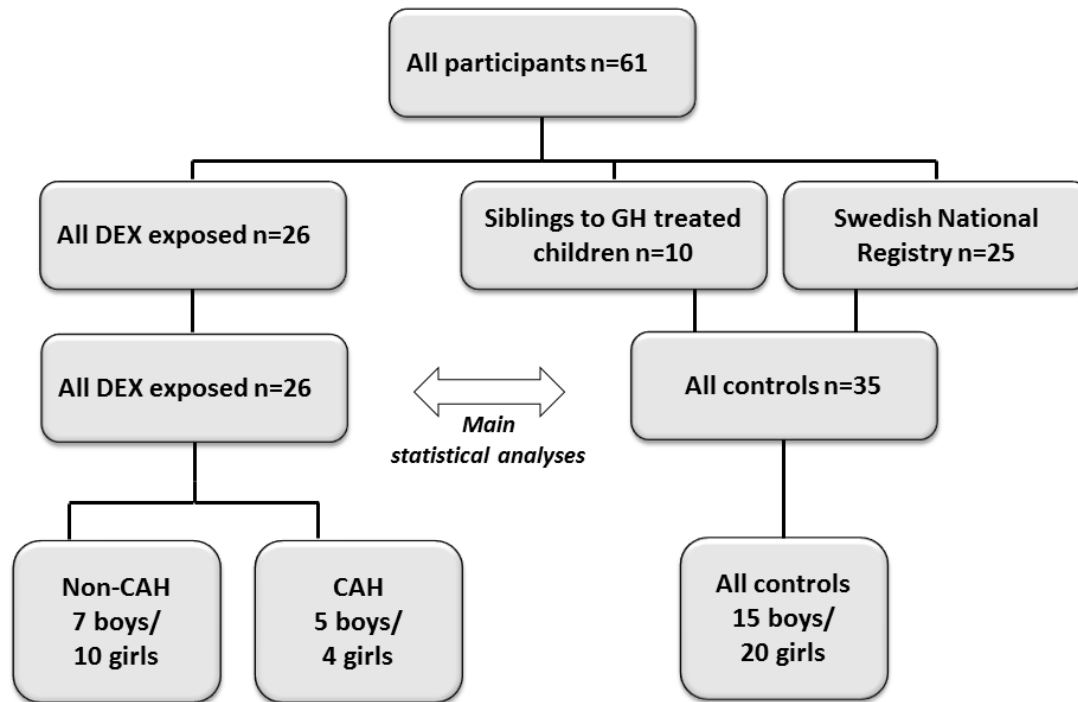 All participants n=61
All DEX exposed n=26
Siblings to GH treated
children n=10
Swedish National
Registry n=25
All DEX exposed n=26
Main
statistical analyses
All controls n=35
Non-CAH
7 boys/
10 girls
CAH
5 boys/
4 girls
All controls
15 boys/
20 girls